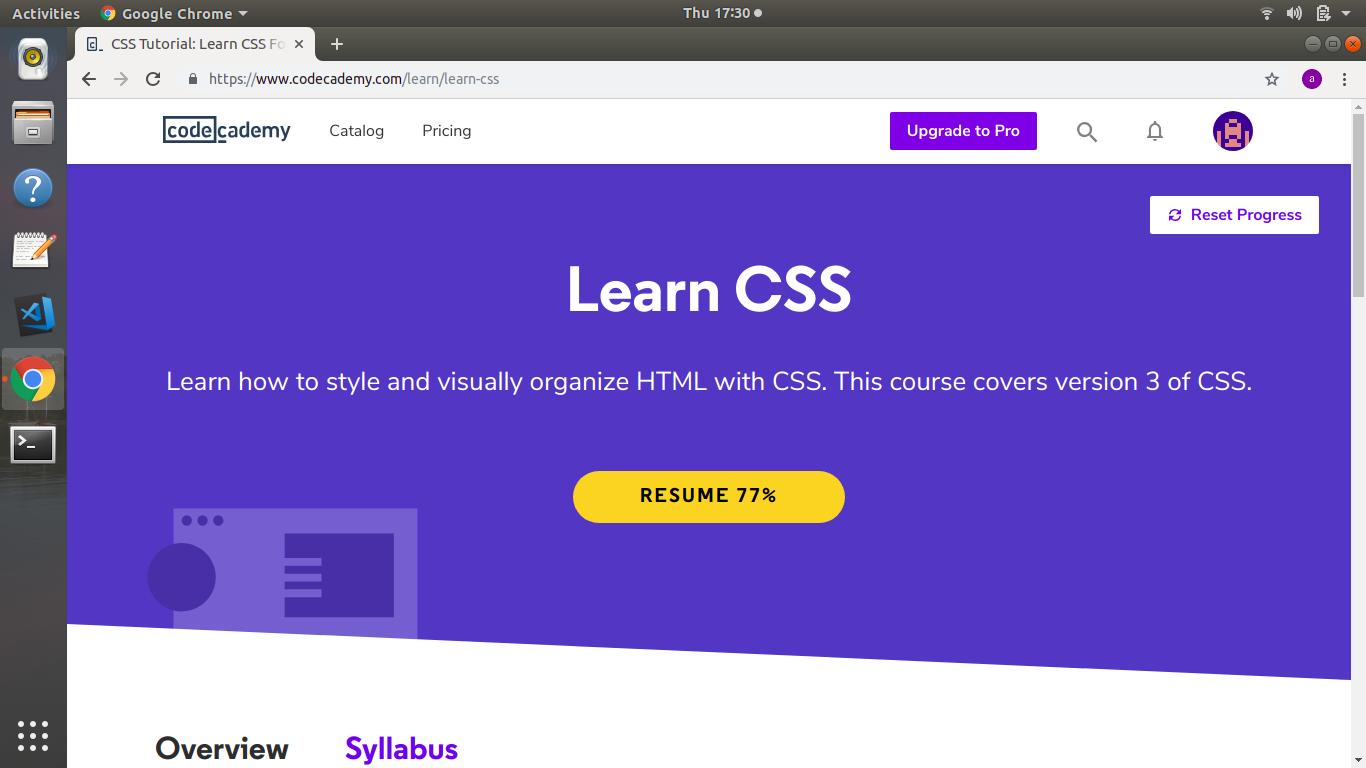 Activities Google Chrome Thu 17:30
CSS Tutorial: Learn CSS Fo
https://www.codecademy.com/learn/learn-css a
codecademy Catalog Pricing Upgrade to Pro
Reset Progress
Learn CSS
Learn how to style and visually organize HTML with CSS. This course covers version 3 of CSS.
RESUME 77%
Overview Syllabus